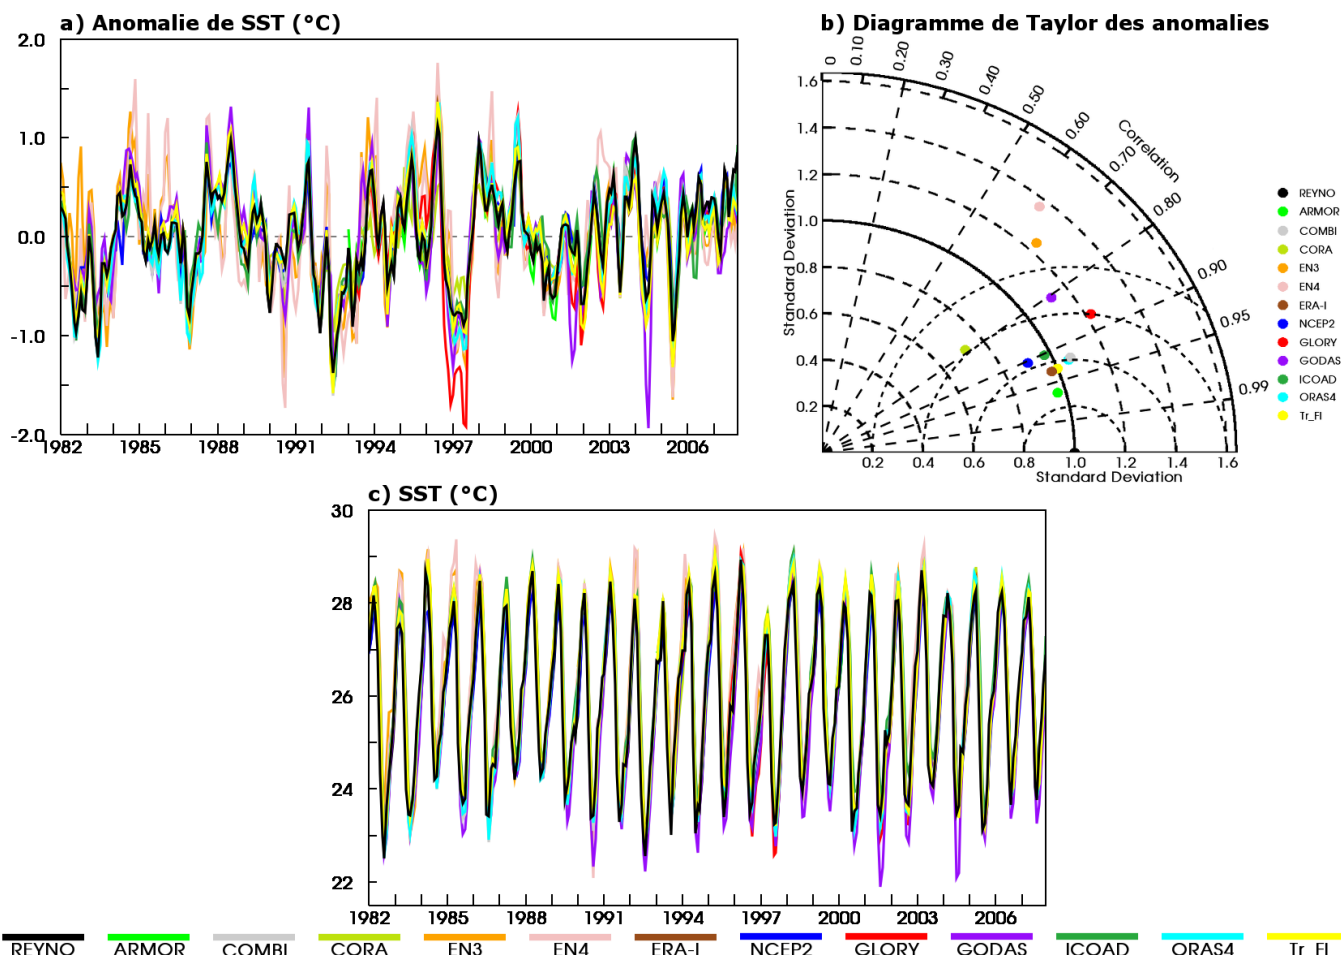 a) Anomalie de SST (°C)
2.0
1.0
0.0
-1.0
-2.0
1982
1985
1988
1991
1994
1997
2000
2003
2006
b) Diagramme de Taylor des anomalies
0
0.10
0.20
0.30
0.40
0.50
0.60
0.70
0.80
0.90
0.95
0.99
Correlation
Standard Deviation
1.6
1.4
1.2
1.0
0.8
0.6
0.4
0.2
0.2
0.4
0.6
0.8
1.0
1.2
1.4
1.6
Standard Deviation
REYNO
ARMOR
COMBI
CORA
EN3
EN4
ERA-I
NCEP2
GLORY
GODAS
ICOAD
ORAS4
Tr_FI
c) SST (°C)
30
28
26
24
22
1982
1985
1988
1991
1994
1997
2000
2003
2006
REYNO
ARMOR
COMBI
CORA
EN3
EN4
ERA-I
NCEP2
GLORY
GODAS
ICOAD
ORAS4
Tr_FI